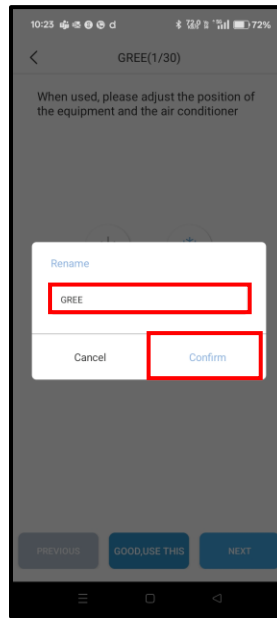 10:23 72%
GREE(1/30)
When used, please adjust the position of
the equipment and the air conditioner
Rename
GREE
Cancel Confirm
PREVIOUS GOOD,USE THIS NEXT